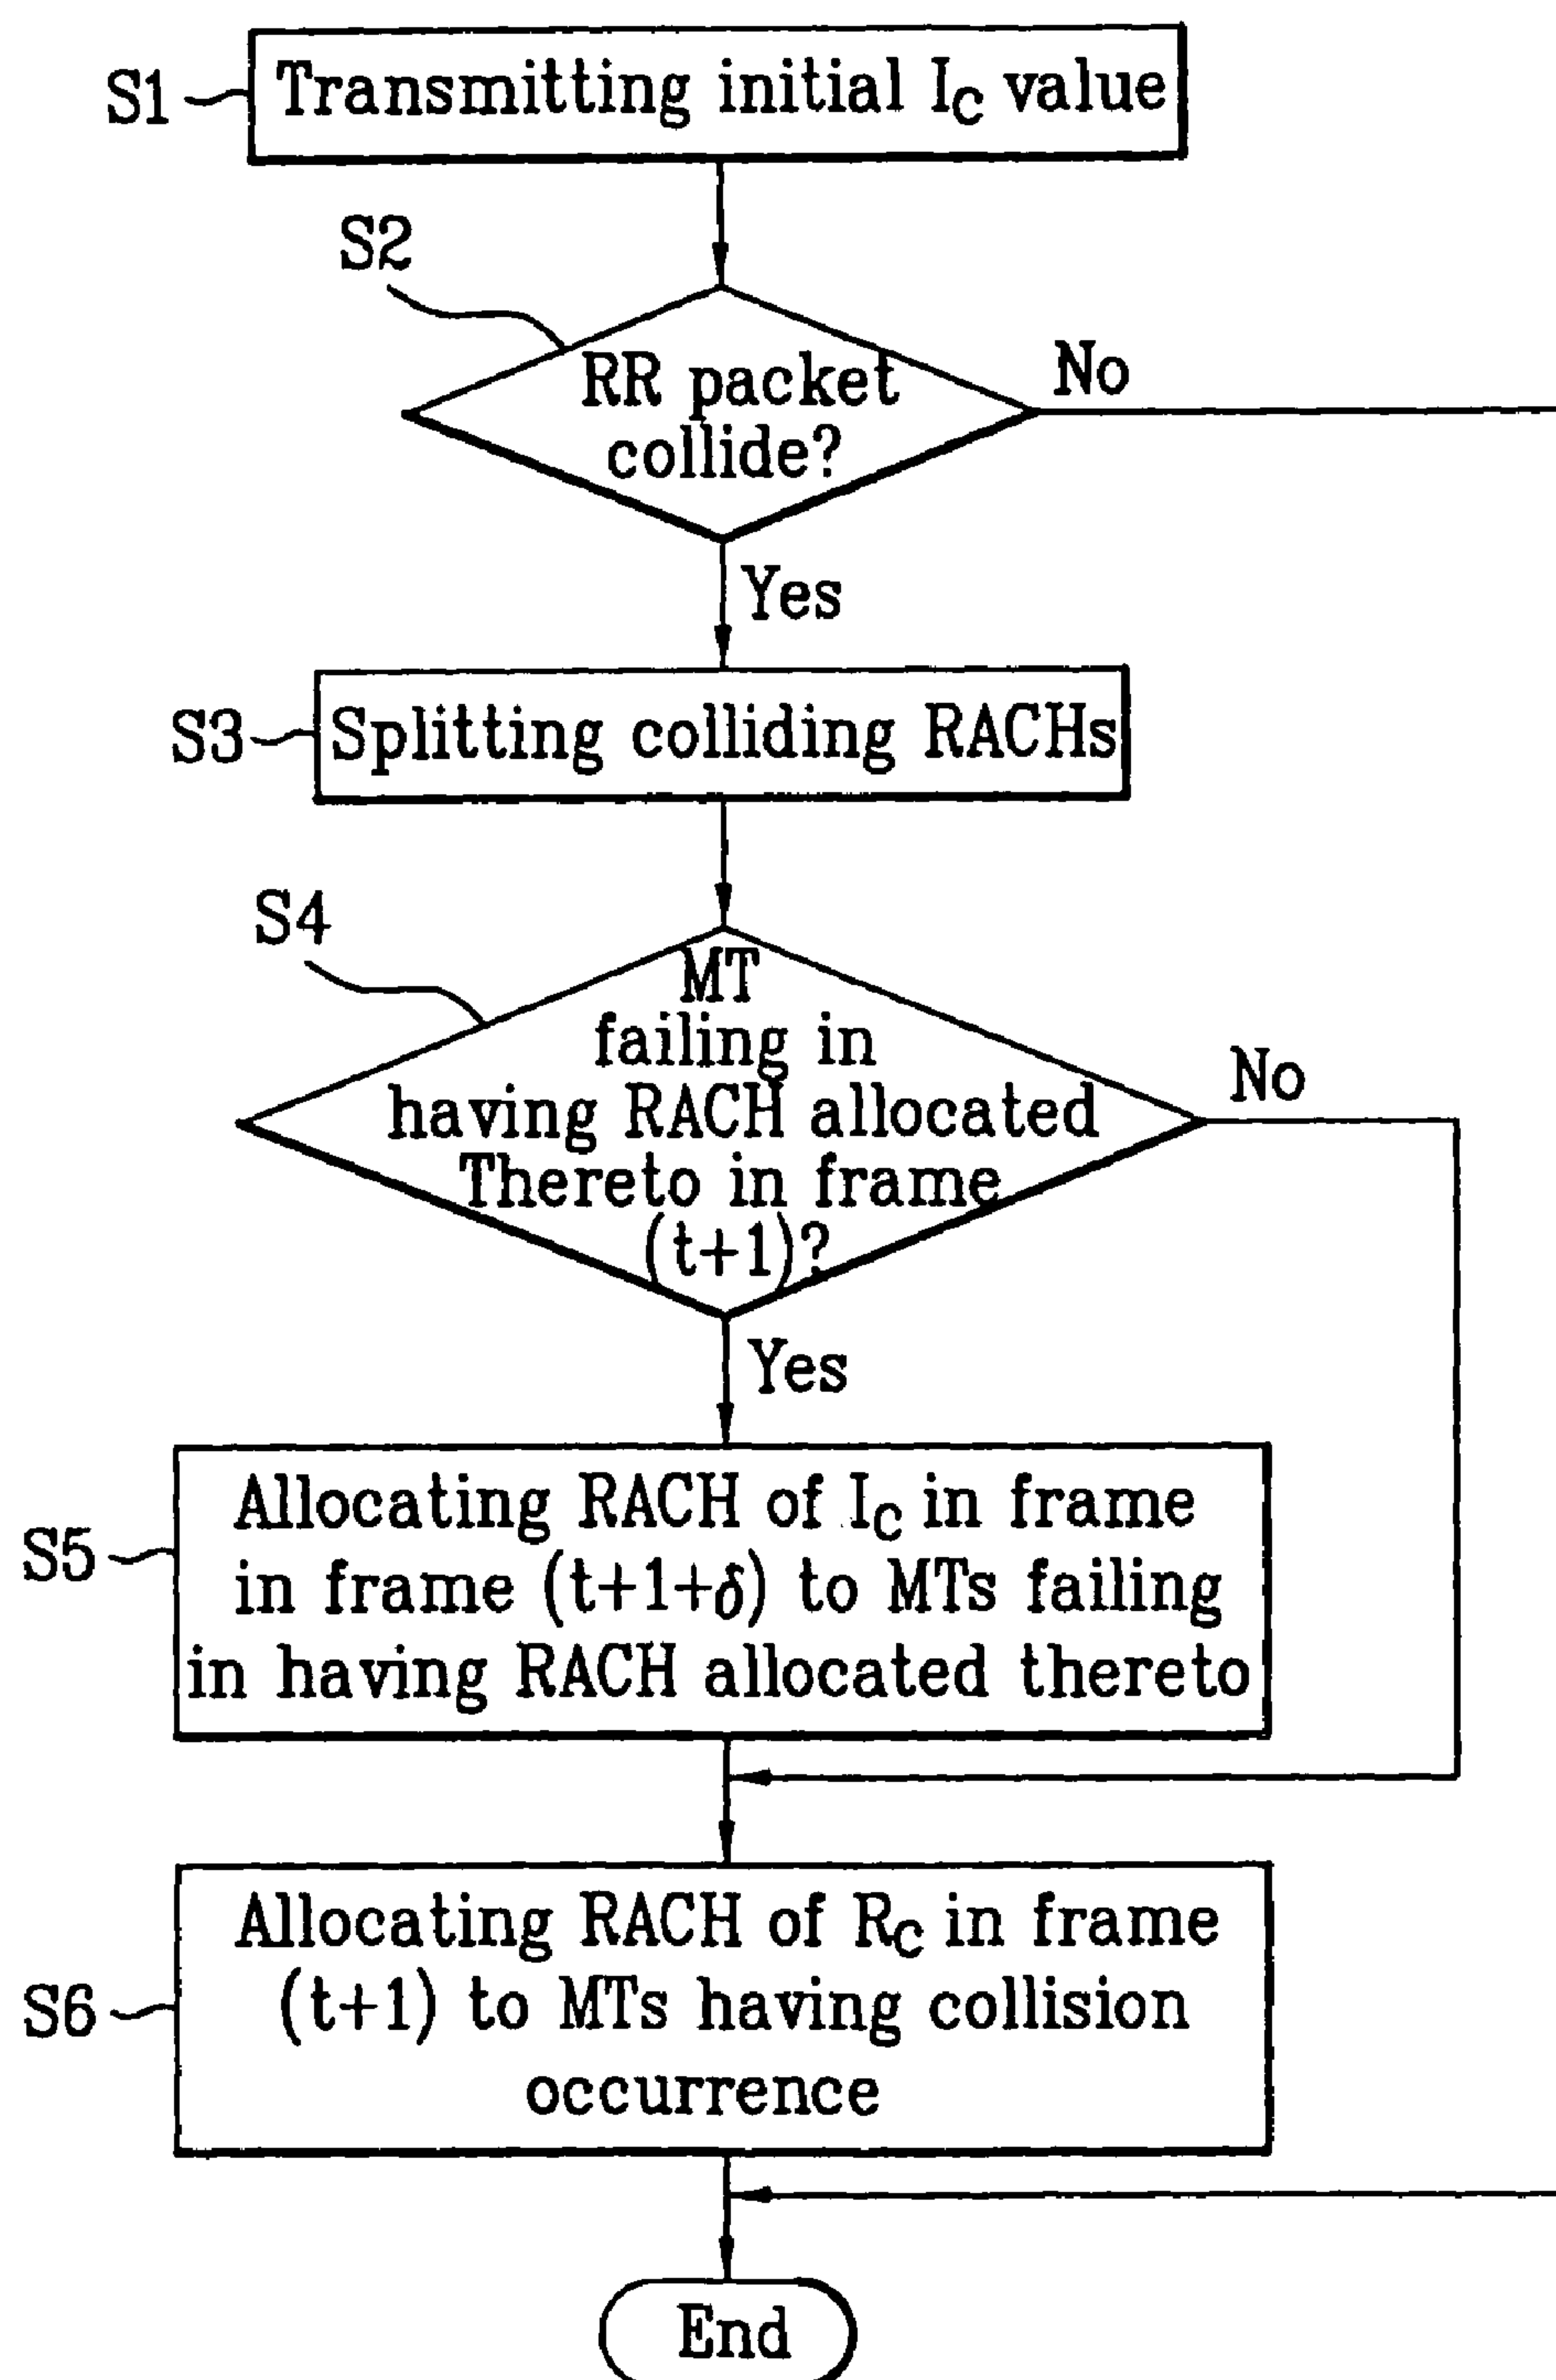 S1
Transmitting initial IC value
S2
RR packet
collide?
No
Yes
S3
Splitting colliding RACHs
S4
MT
failing in
having RACH allocated
Thereto in frame
(t+1)?
No
Yes
S5
Allocating RACH of IC in frame
in frame (t+1+δ) to MTs failing
in having RACH allocated thereto
S6
Allocating RACH of RC in frame
(t+1) to MTs having collision
occurrence
End